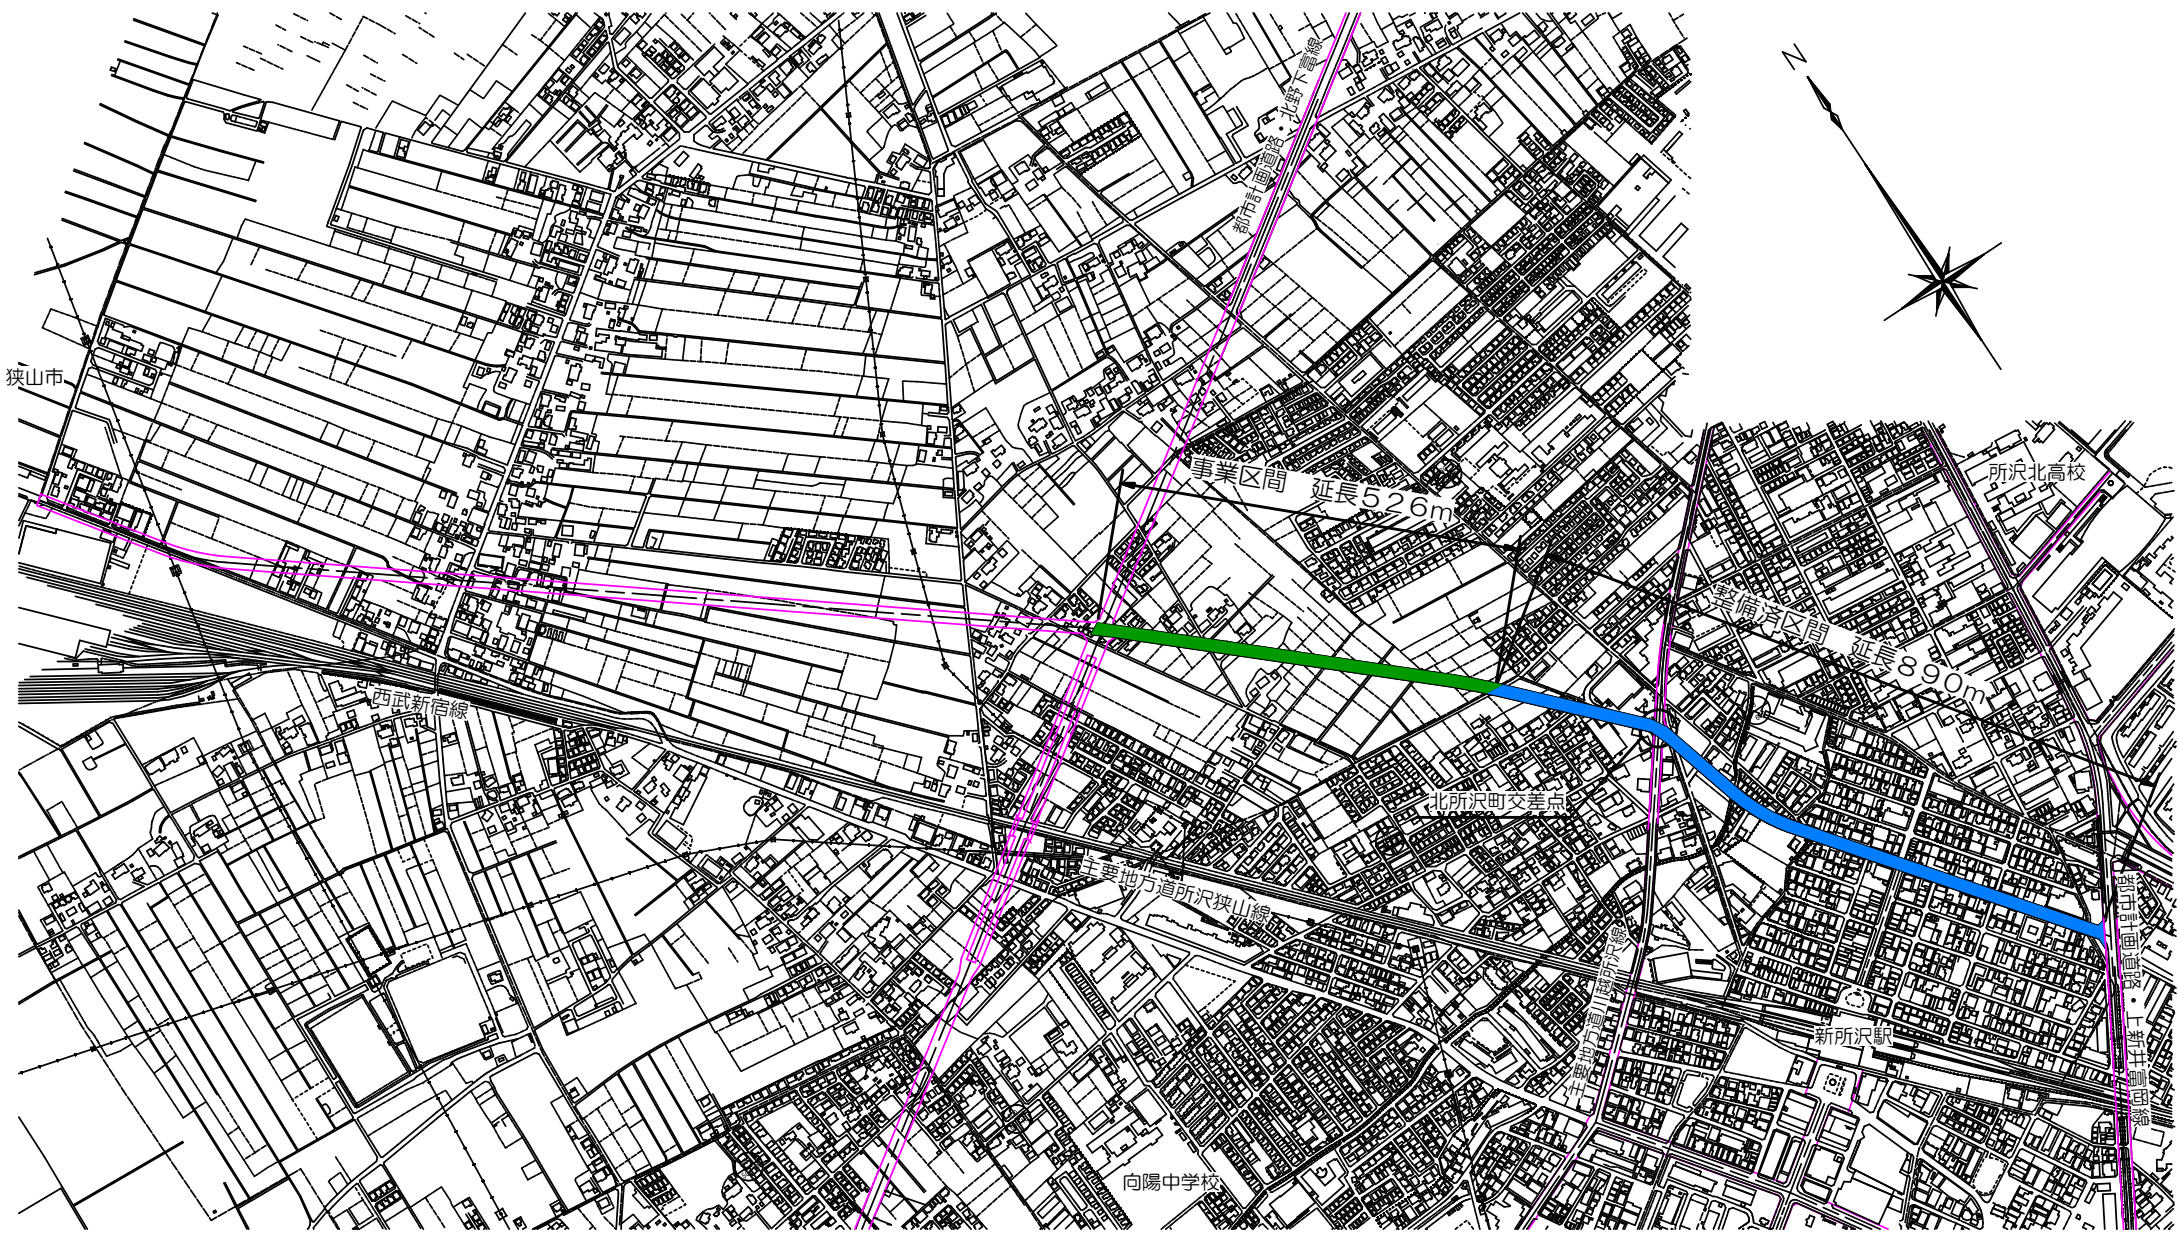 N
都市計画道路・北野下富線
狭山市
所沢北高校
事業区間　延長５２６ｍ
整備済区間　延長８９０ｍ
西武新宿線
北所沢町交差点
主要地方道所沢狭山線
都市計画道路・上新井富岡線
主要地方道川越所沢線
新所沢駅
向陽中学校